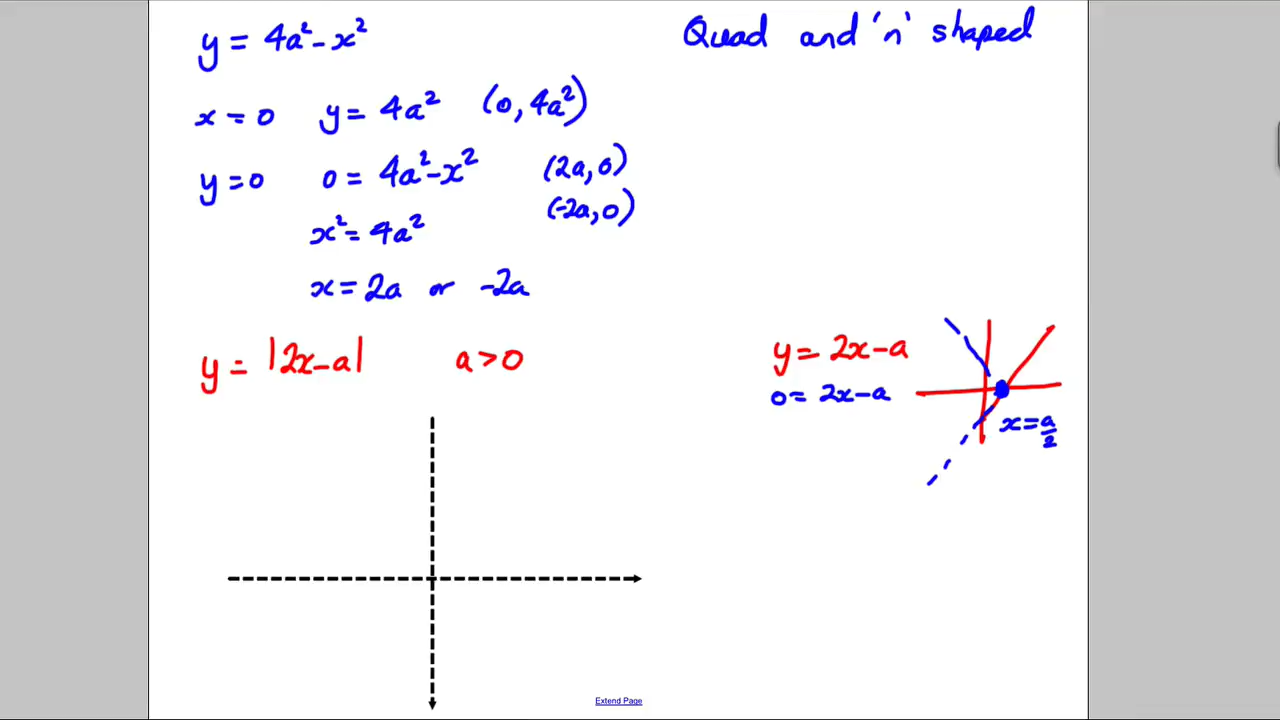 y = 4a² - x² Quad and 'n' shaped
x = 0 y = 4a² (0, 4a²)
y = 0 0 = 4a² - x² (2a, 0)
(-2a, 0)
x² = 4a²
x = 2a or -2a
y = |2x - a| a > 0 y = 2x - a
0 = 2x - a
x = a/2
Extend Page